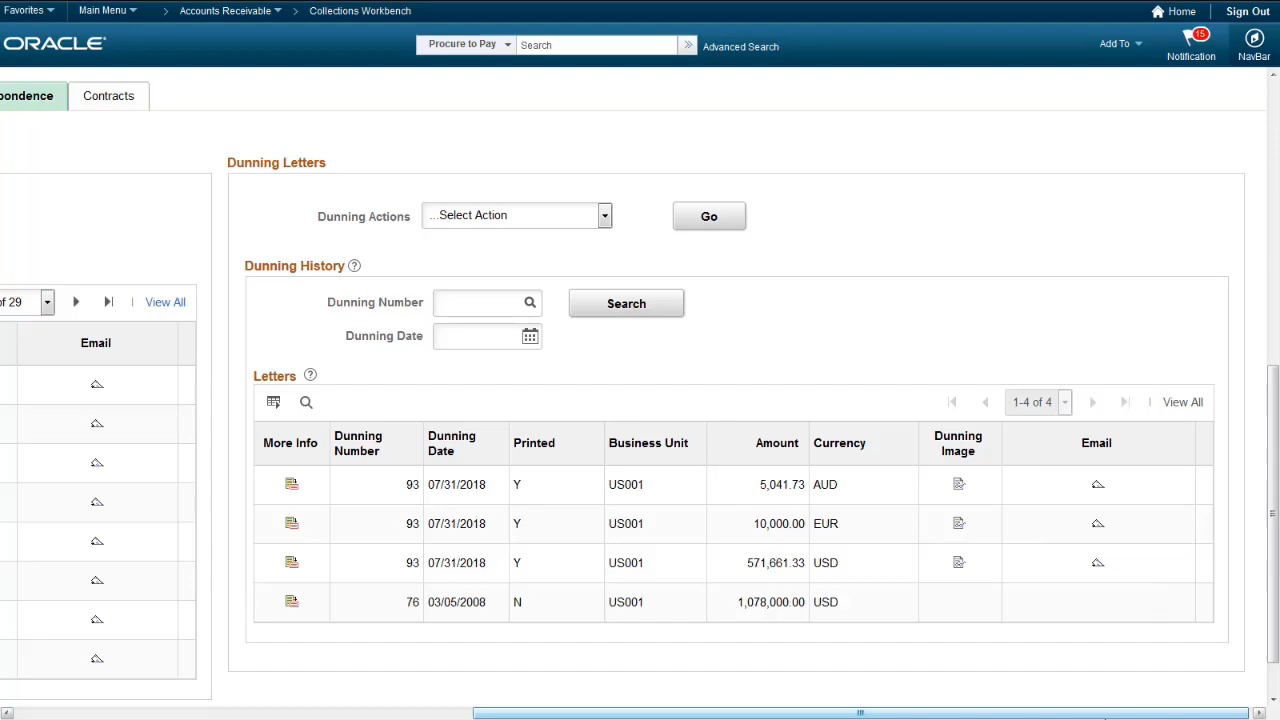 Favorites Main Menu > Accounts Receivable > Collections Workbench Home Sign Out
ORACLE® Procure to Pay Search » Advanced Search Add To 15 Notification NavBar
pondence Contracts
Dunning Letters
Dunning Actions ...Select Action Go
Dunning History ?
Dunning Number Search
Dunning Date
of 29 View All
Email
Letters ?
1-4 of 4 View All
More Info Dunning Number Dunning Date Printed Business Unit Amount Currency Dunning Image Email
93 07/31/2018 Y US001 5,041.73 AUD
93 07/31/2018 Y US001 10,000.00 EUR
93 07/31/2018 Y US001 571,661.33 USD
76 03/05/2008 N US001 1,078,000.00 USD